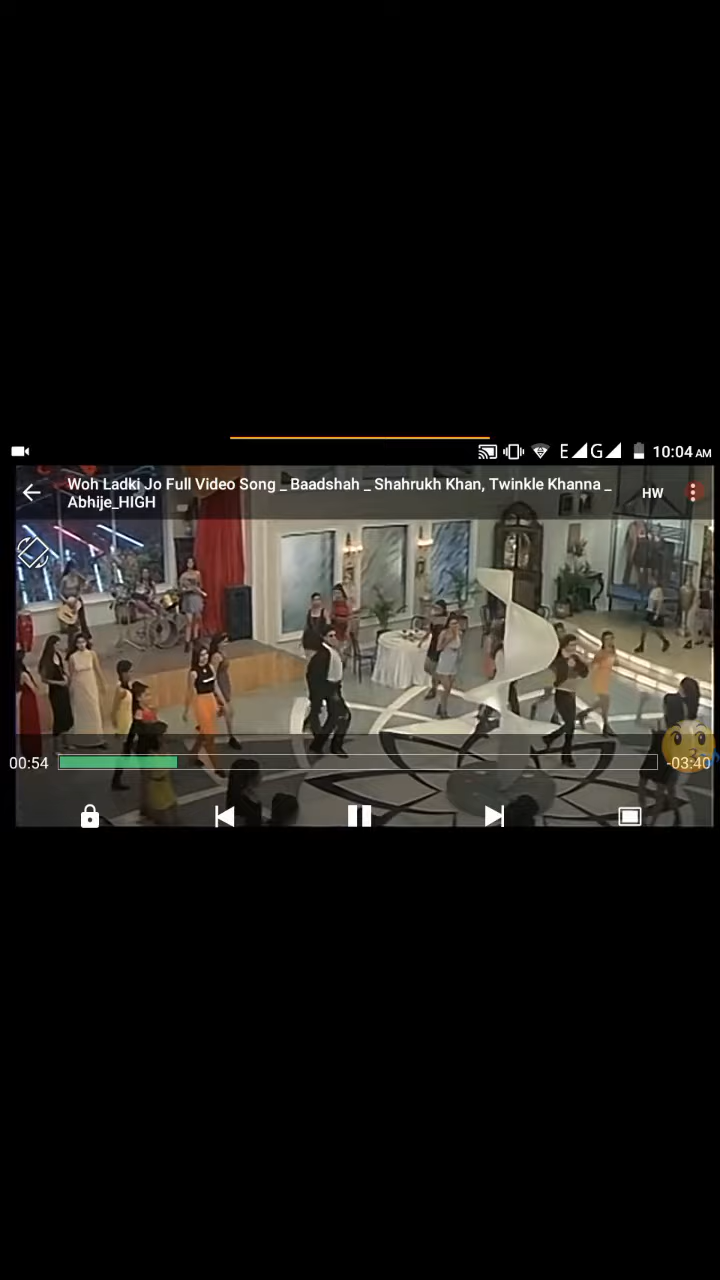 E G 10:04 AM
Woh Ladki Jo Full Video Song _ Baadshah _ Shahrukh Khan, Twinkle Khanna _
Abhije_HIGH
HW
00:54 -03:40